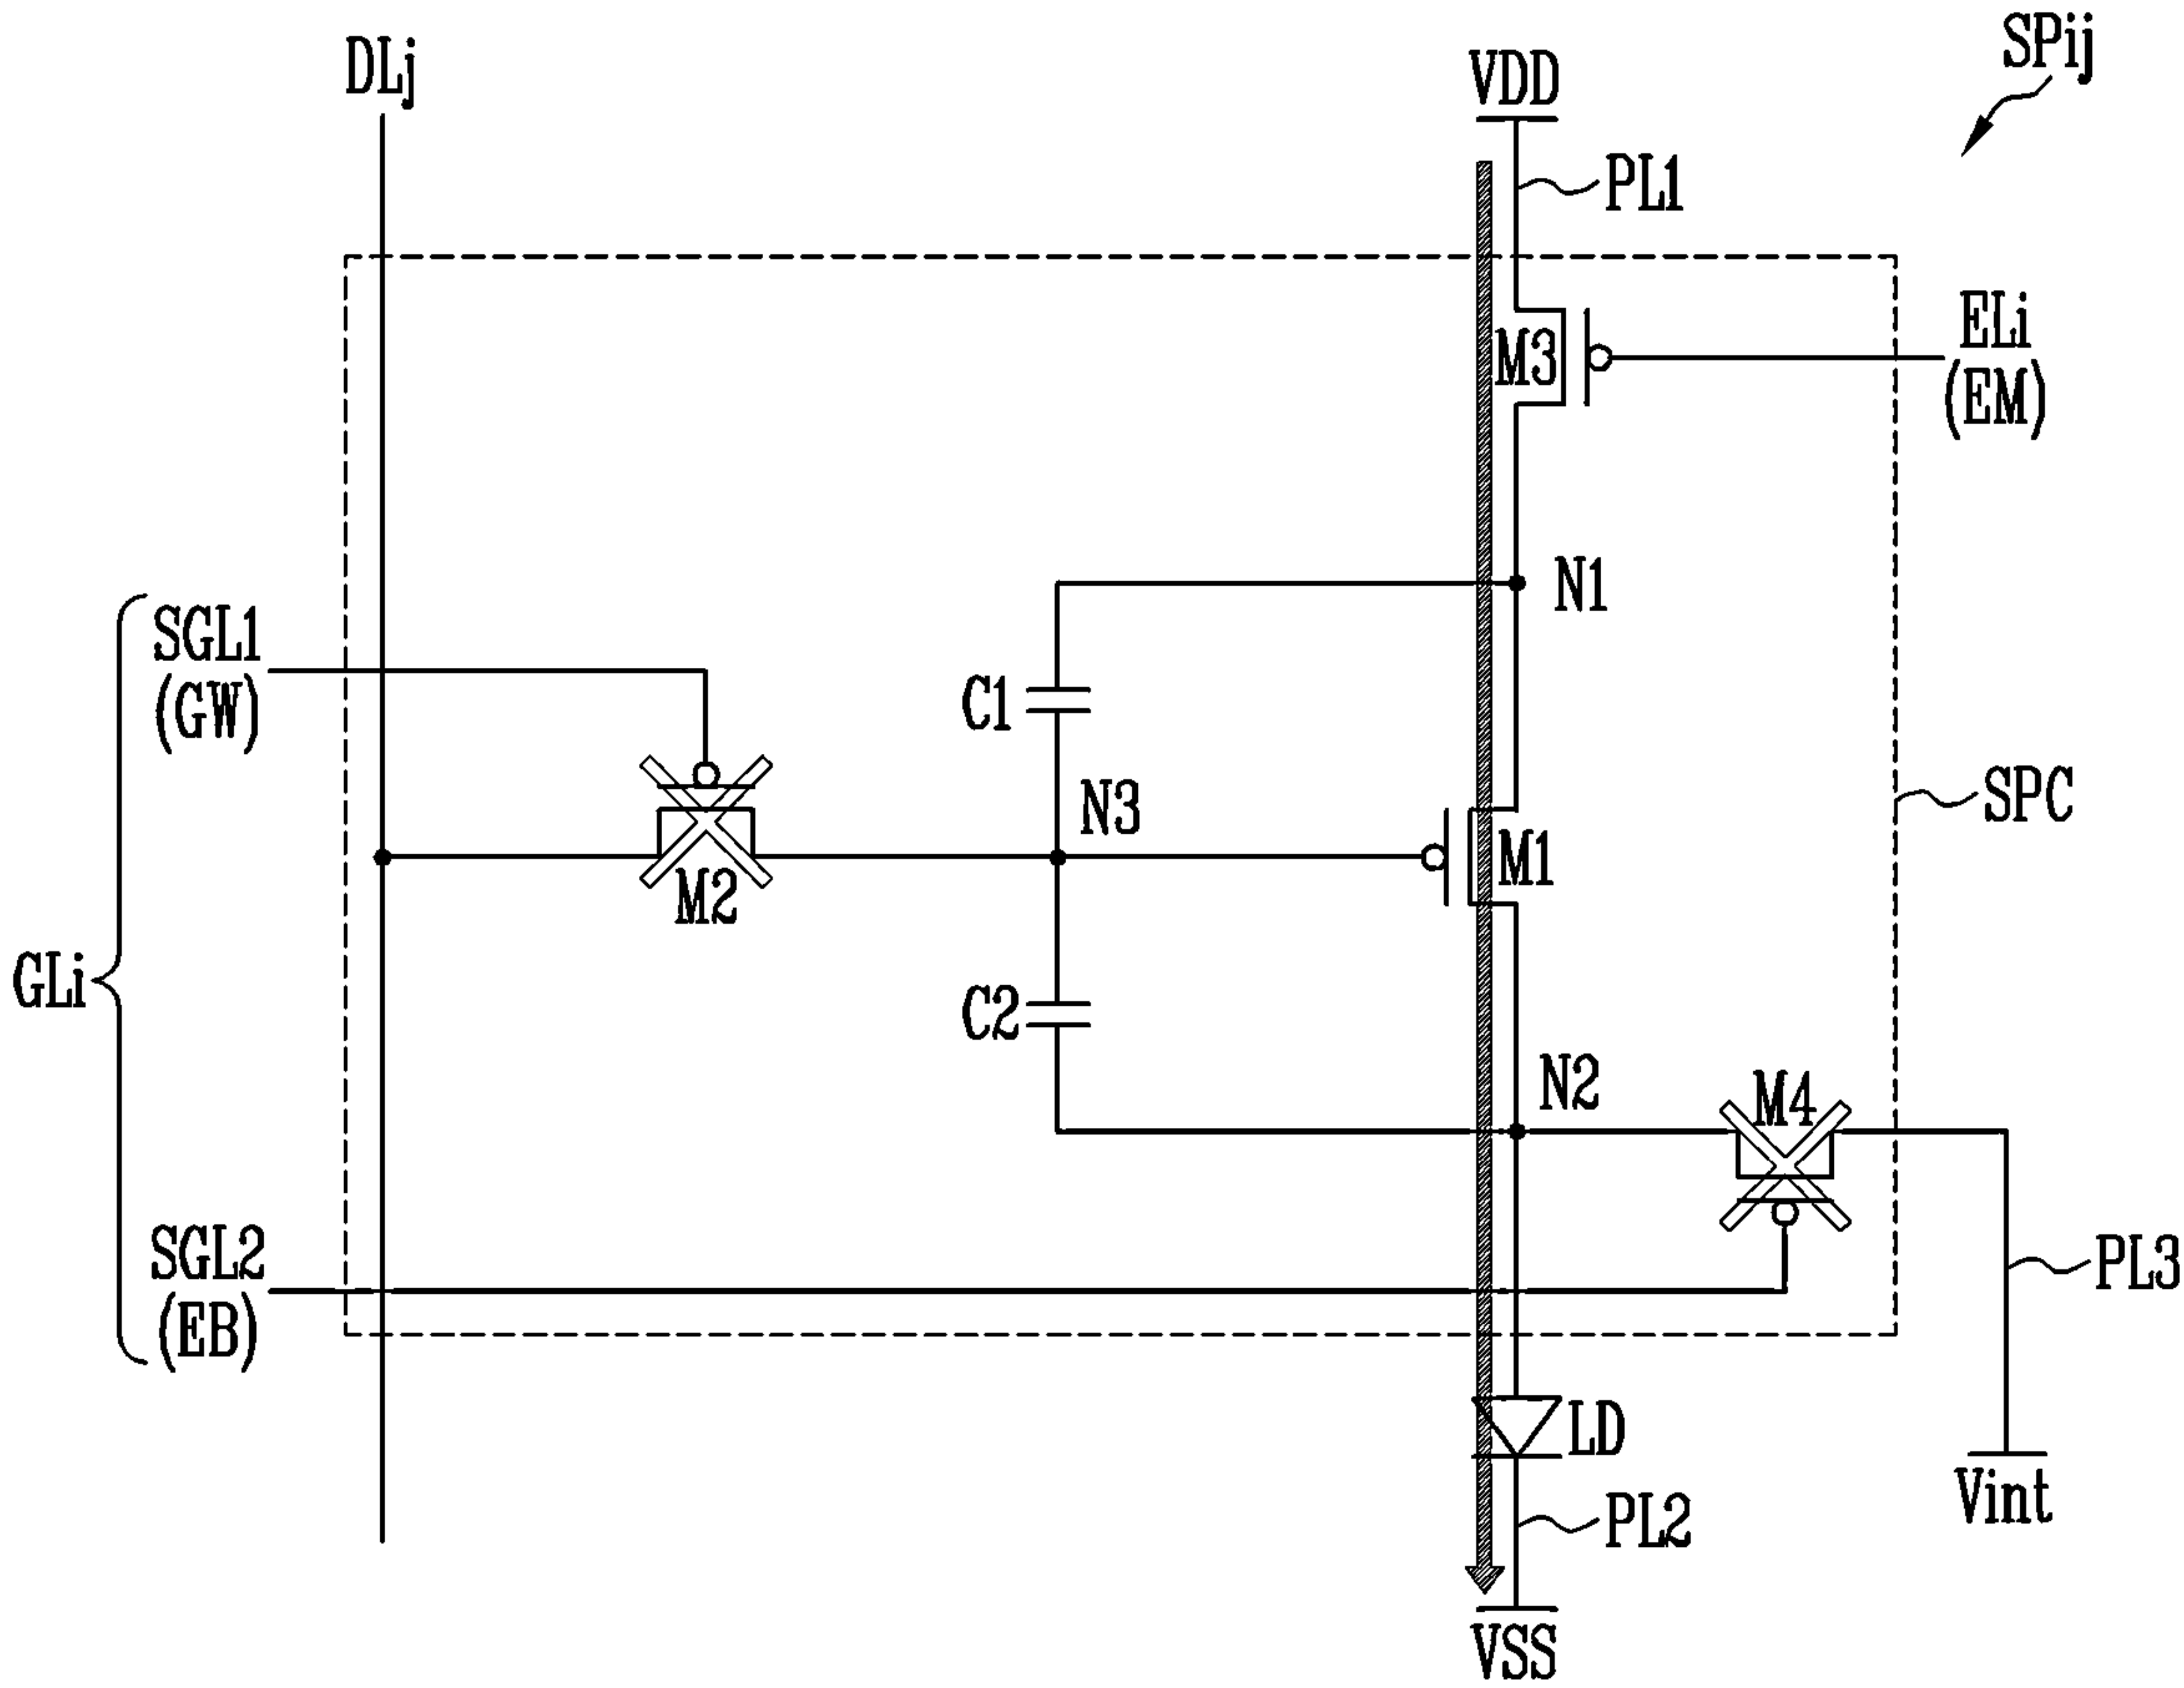 SPij
DLj
VDD
PL1
ELi
(EM)
M3
N1
SGL1
(GW)
C1
SPC
N3
M1
M2
GLi
C2
N2
M4
SGL2
(EB)
PL3
LD
Vint
PL2
VSS